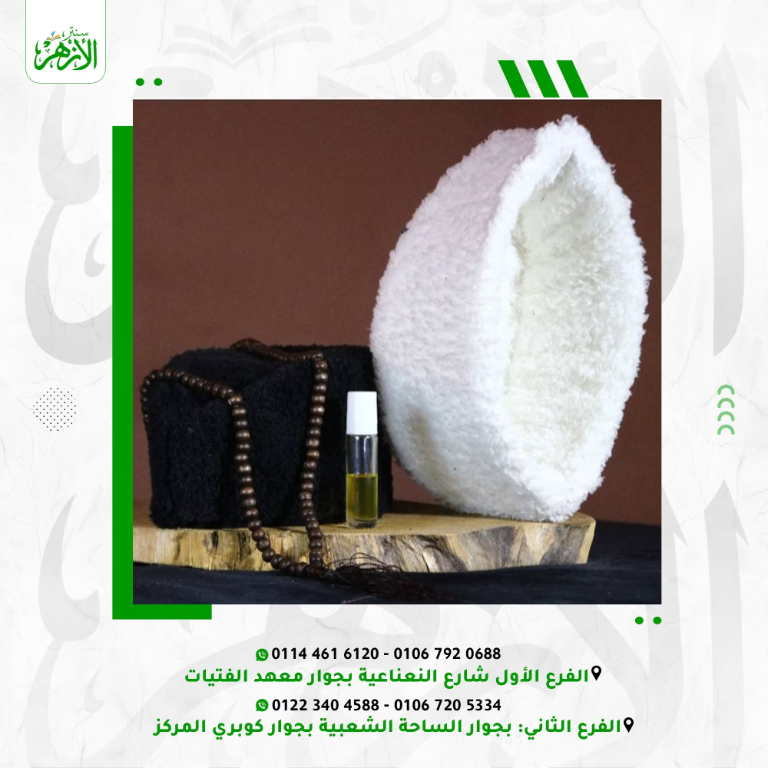 سنتر
الأزهر
0114 461 6120 - 0106 792 0688
الفرع الأول شارع النعناعية بجوار معهد الفتيات
0122 340 4588 - 0106 720 5334
الفرع الثاني: بجوار الساحة الشعبية بجوار كوبري المركز